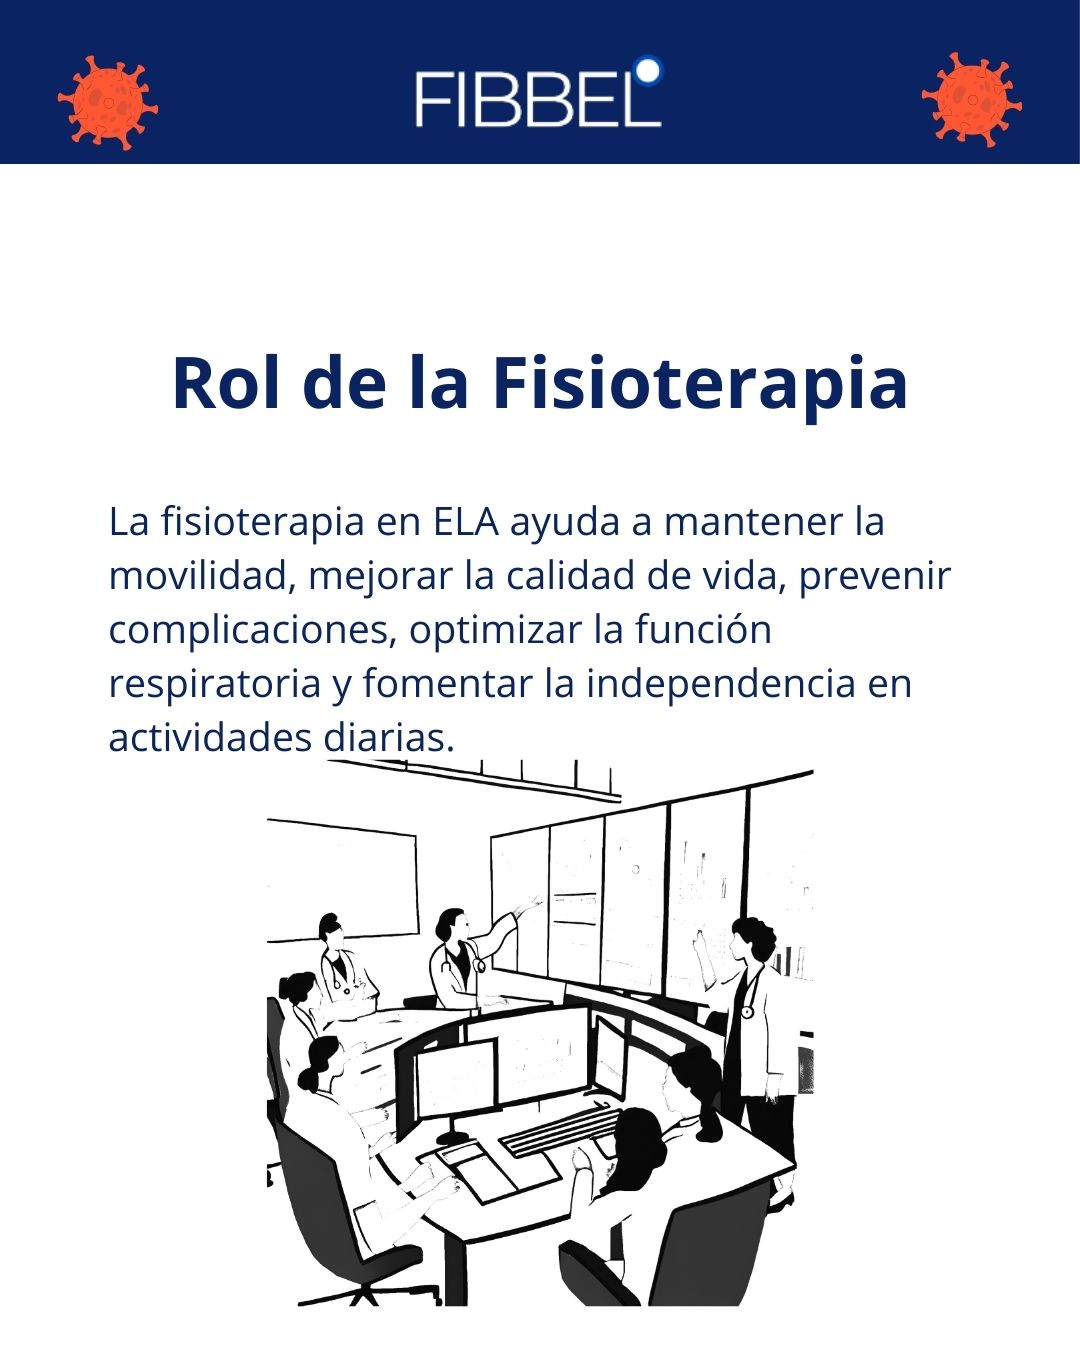 FIBBEL
Rol de la Fisioterapia
La fisioterapia en ELA ayuda a mantener la
movilidad, mejorar la calidad de vida, prevenir
complicaciones, optimizar la función
respiratoria y fomentar la independencia en
actividades diarias.